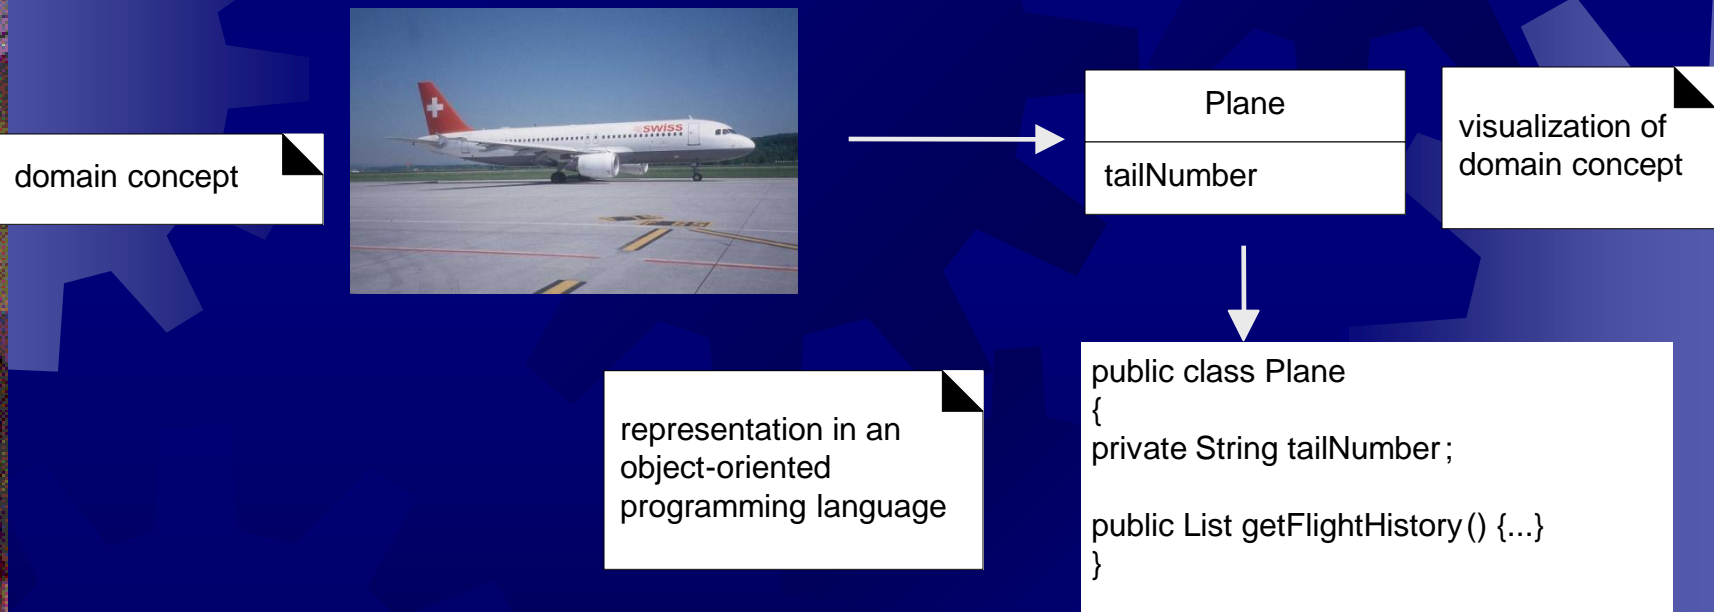 domain concept
swiss
Plane
tailNumber
visualization of
domain concept
representation in an
object-oriented
programming language
public class Plane
{
private String tailNumber;

public List getFlightHistory() {...}
}